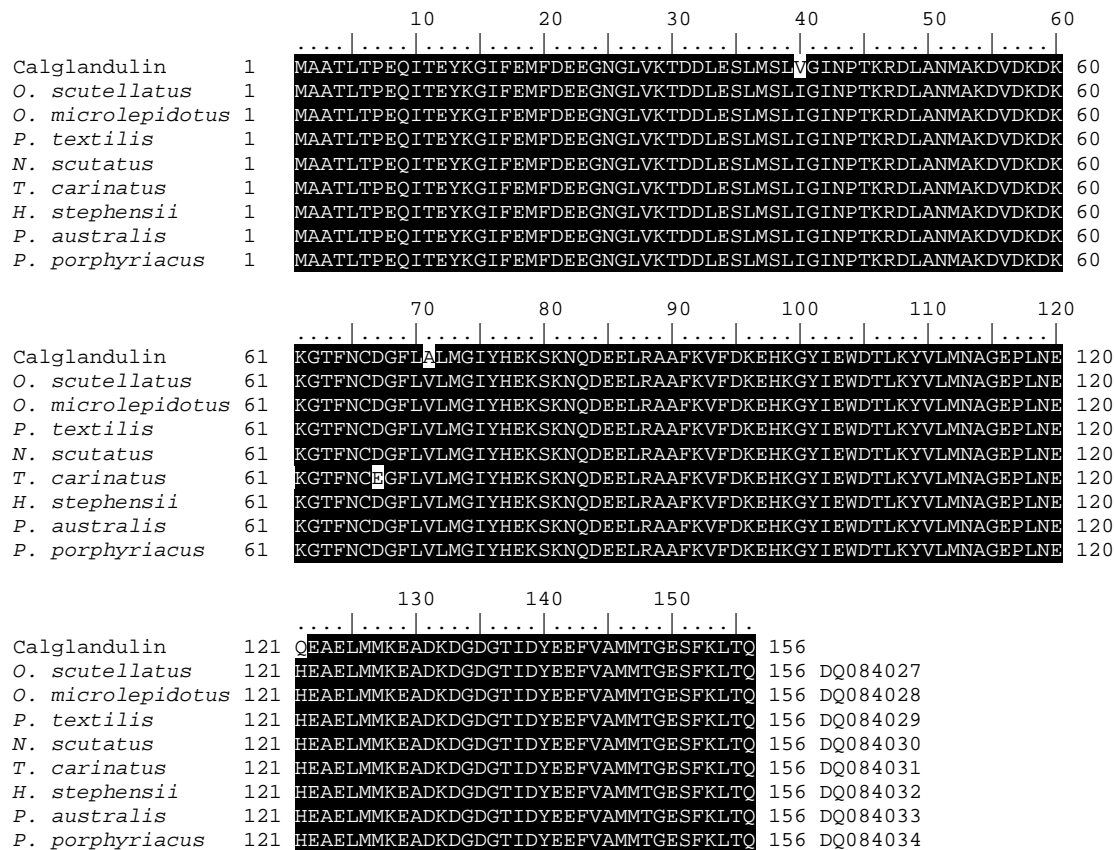 10 20 30 40 50 60
....|....|....|....|....|....|....|....|....|....|....|....|
Calglandulin 1 MAATLTPEQITEYKGIFEMFDEEGNGLVKTDDLESLMSLVGINPTKRDLANMAKDVDKDK 60
O. scutellatus 1 MAATLTPEQITEYKGIFEMFDEEGNGLVKTDDLESLMSLIGINPTKRDLANMAKDVDKDK 60
O. microlepidotus 1 MAATLTPEQITEYKGIFEMFDEEGNGLVKTDDLESLMSLIGINPTKRDLANMAKDVDKDK 60
P. textilis 1 MAATLTPEQITEYKGIFEMFDEEGNGLVKTDDLESLMSLIGINPTKRDLANMAKDVDKDK 60
N. scutatus 1 MAATLTPEQITEYKGIFEMFDEEGNGLVKTDDLESLMSLIGINPTKRDLANMAKDVDKDK 60
T. carinatus 1 MAATLTPEQITEYKGIFEMFDEEGNGLVKTDDLESLMSLIGINPTKRDLANMAKDVDKDK 60
H. stephensii 1 MAATLTPEQITEYKGIFEMFDEEGNGLVKTDDLESLMSLIGINPTKRDLANMAKDVDKDK 60
P. australis 1 MAATLTPEQITEYKGIFEMFDEEGNGLVKTDDLESLMSLIGINPTKRDLANMAKDVDKDK 60
P. porphyriacus 1 MAATLTPEQITEYKGIFEMFDEEGNGLVKTDDLESLMSLIGINPTKRDLANMAKDVDKDK 60
70 80 90 100 110 120
....|....|....|....|....|....|....|....|....|....|....|....|
Calglandulin 61 KGTFNCDGFLALMGIYHEKSKNQDEELRAAFKVFDKEHKGYIEWDTLKYVLMNAGEPLNE 120
O. scutellatus 61 KGTFNCDGFLVLMGIYHEKSKNQDEELRAAFKVFDKEHKGYIEWDTLKYVLMNAGEPLNE 120
O. microlepidotus 61 KGTFNCDGFLVLMGIYHEKSKNQDEELRAAFKVFDKEHKGYIEWDTLKYVLMNAGEPLNE 120
P. textilis 61 KGTFNCDGFLVLMGIYHEKSKNQDEELRAAFKVFDKEHKGYIEWDTLKYVLMNAGEPLNE 120
N. scutatus 61 KGTFNCDGFLVLMGIYHEKSKNQDEELRAAFKVFDKEHKGYIEWDTLKYVLMNAGEPLNE 120
T. carinatus 61 KGTFNCEGFLVLMGIYHEKSKNQDEELRAAFKVFDKEHKGYIEWDTLKYVLMNAGEPLNE 120
H. stephensii 61 KGTFNCDGFLVLMGIYHEKSKNQDEELRAAFKVFDKEHKGYIEWDTLKYVLMNAGEPLNE 120
P. australis 61 KGTFNCDGFLVLMGIYHEKSKNQDEELRAAFKVFDKEHKGYIEWDTLKYVLMNAGEPLNE 120
P. porphyriacus 61 KGTFNCDGFLVLMGIYHEKSKNQDEELRAAFKVFDKEHKGYIEWDTLKYVLMNAGEPLNE 120
130 140 150
....|....|....|....|....|....|....|.
Calglandulin 121 QEAELMMKEADKDGDGTIDYEEFVAMMTGESFKLTQ 156
O. scutellatus 121 HEAELMMKEADKDGDGTIDYEEFVAMMTGESFKLTQ 156 DQ084027
O. microlepidotus 121 HEAELMMKEADKDGDGTIDYEEFVAMMTGESFKLTQ 156 DQ084028
P. textilis 121 HEAELMMKEADKDGDGTIDYEEFVAMMTGESFKLTQ 156 DQ084029
N. scutatus 121 HEAELMMKEADKDGDGTIDYEEFVAMMTGESFKLTQ 156 DQ084030
T. carinatus 121 HEAELMMKEADKDGDGTIDYEEFVAMMTGESFKLTQ 156 DQ084031
H. stephensii 121 HEAELMMKEADKDGDGTIDYEEFVAMMTGESFKLTQ 156 DQ084032
P. australis 121 HEAELMMKEADKDGDGTIDYEEFVAMMTGESFKLTQ 156 DQ084033
P. porphyriacus 121 HEAELMMKEADKDGDGTIDYEEFVAMMTGESFKLTQ 156 DQ084034